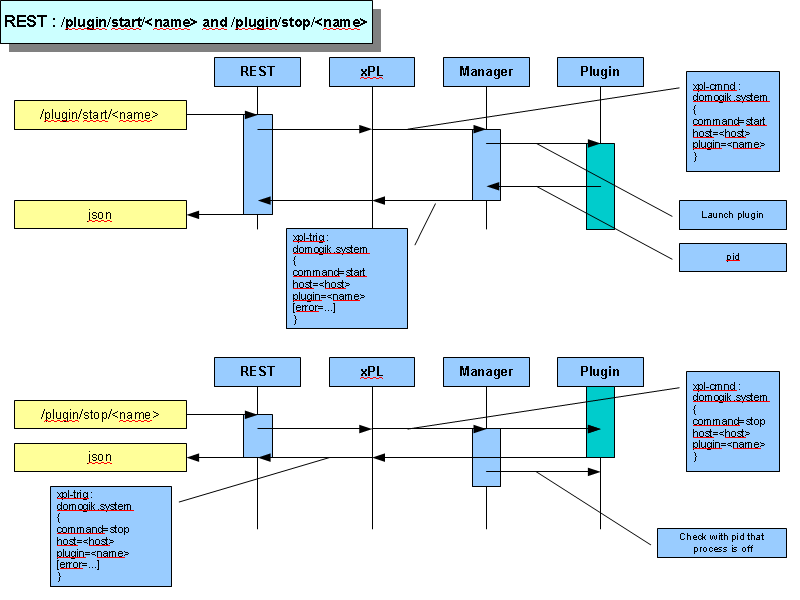 REST : /plugin/start/<name> and /plugin/stop/<name>
REST
xPL
Manager
Plugin
/plugin/start/<name>
xpl-cmnd :
domogik.system
{
command=start
host=<host>
plugin=<name>
}
json
Launch plugin
pid
xpl-trig :
domogik.system
{
command=start
host=<host>
plugin=<name>
[error=...]
}
REST
xPL
Manager
Plugin
/plugin/stop/<name>
xpl-cmnd :
domogik.system
{
command=stop
host=<host>
plugin=<name>
}
json
xpl-trig :
domogik.system
{
command=stop
host=<host>
plugin=<name>
[error=...]
}
Check with pid that
process is off